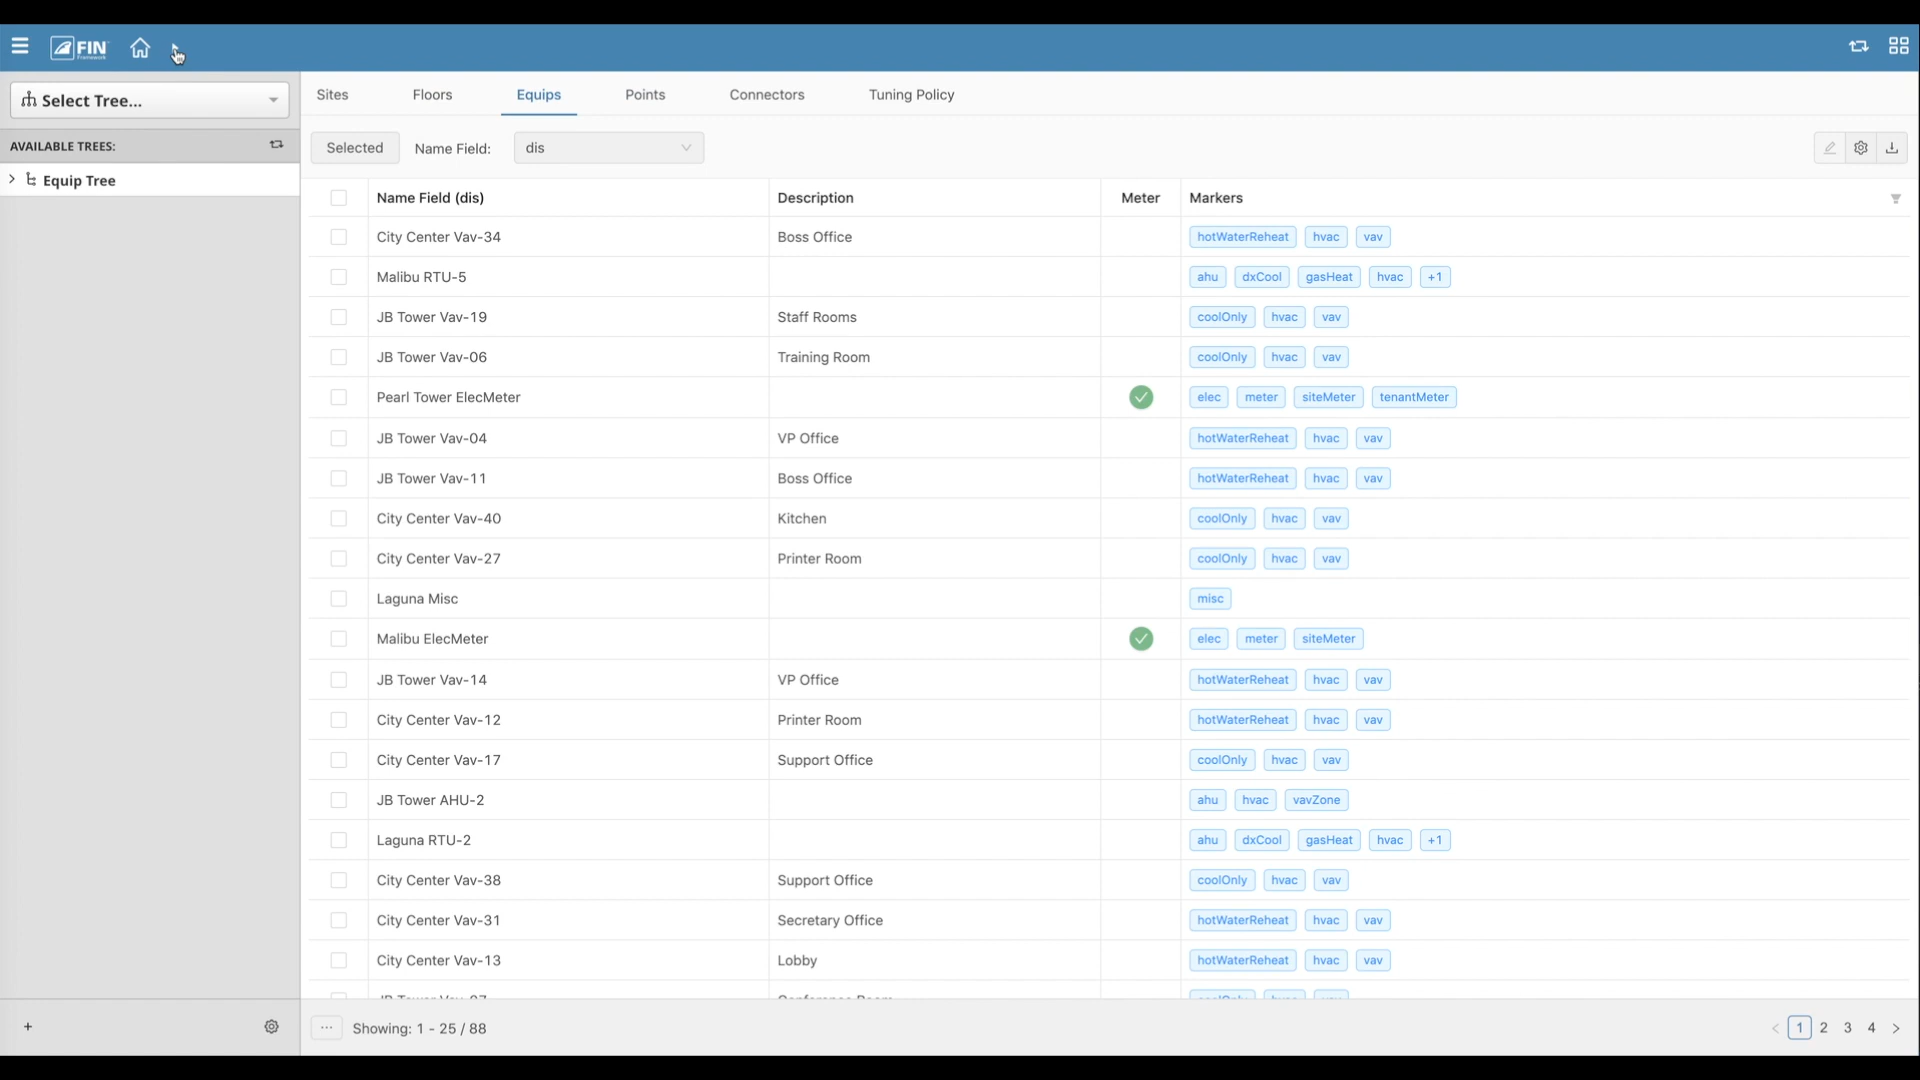 FIN
Framework
Select Tree...
AVAILABLE TREES:
Equip Tree
Sites Floors Equips Points Connectors Tuning Policy
Selected Name Field: dis
Name Field (dis) Description Meter Markers
City Center Vav-34 Boss Office hotWaterReheat hvac vav
Malibu RTU-5 ahu dxCool gasHeat hvac +1
JB Tower Vav-19 Staff Rooms coolOnly hvac vav
JB Tower Vav-06 Training Room coolOnly hvac vav
Pearl Tower ElecMeter elec meter siteMeter tenantMeter
JB Tower Vav-04 VP Office hotWaterReheat hvac vav
JB Tower Vav-11 Boss Office hotWaterReheat hvac vav
City Center Vav-40 Kitchen coolOnly hvac vav
City Center Vav-27 Printer Room coolOnly hvac vav
Laguna Misc misc
Malibu ElecMeter elec meter siteMeter
JB Tower Vav-14 VP Office hotWaterReheat hvac vav
City Center Vav-12 Printer Room hotWaterReheat hvac vav
City Center Vav-17 Support Office coolOnly hvac vav
JB Tower AHU-2 ahu hvac vavZone
Laguna RTU-2 ahu dxCool gasHeat hvac +1
City Center Vav-38 Support Office coolOnly hvac vav
City Center Vav-31 Secretary Office hotWaterReheat hvac vav
City Center Vav-13 Lobby hotWaterReheat hvac vav
+ ... Showing: 1 - 25 / 88 < 1 2 3 4 >